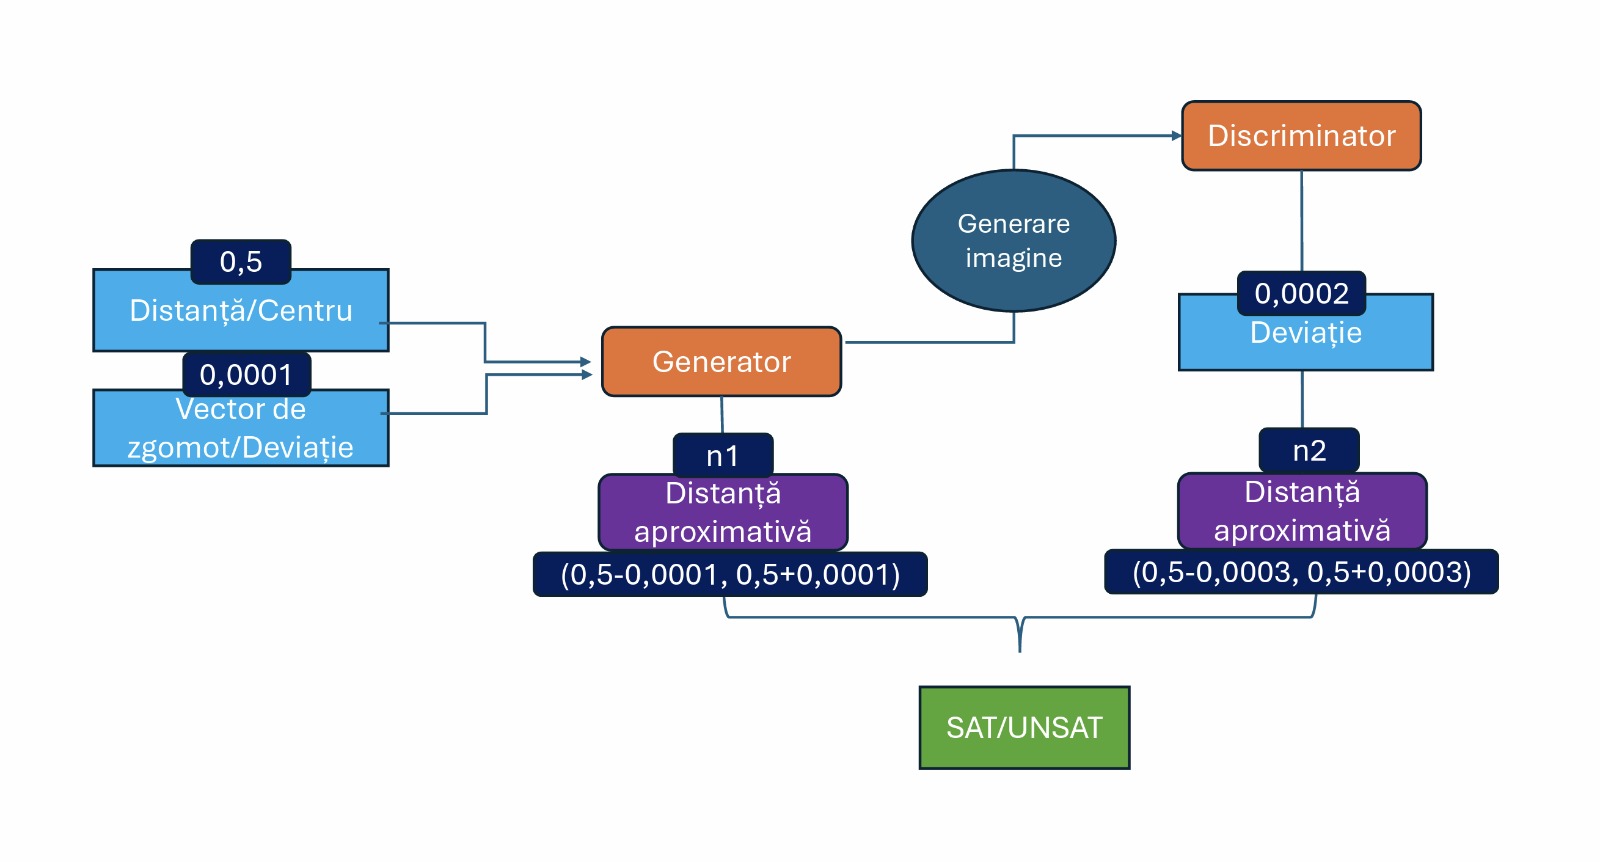 Discriminator
Generare
imagine
0,5
Distanță/Centru
0,0001
Vector de
zgomot/Deviație
Generator
0,0002
Deviație
n1
Distanță
aproximativă
(0,5-0,0001, 0,5+0,0001)
n2
Distanță
aproximativă
(0,5-0,0003, 0,5+0,0003)
SAT/UNSAT